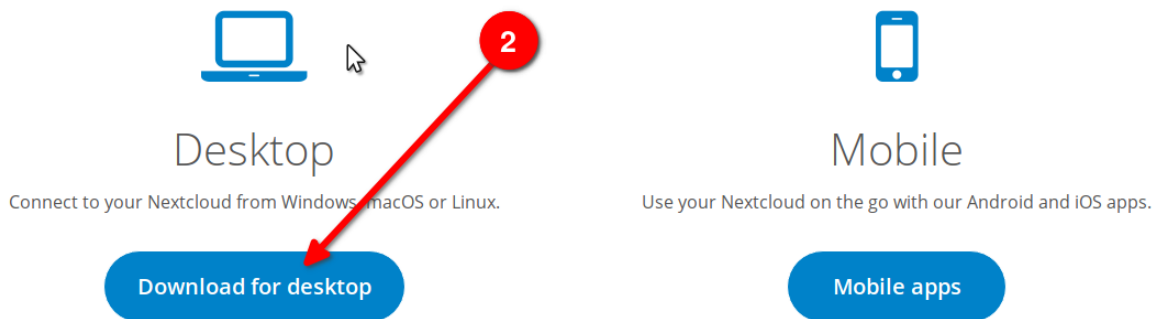 2
Desktop
Connect to your Nextcloud from Windows, macOS or Linux.
Download for desktop
Mobile
Use your Nextcloud on the go with our Android and iOS apps.
Mobile apps